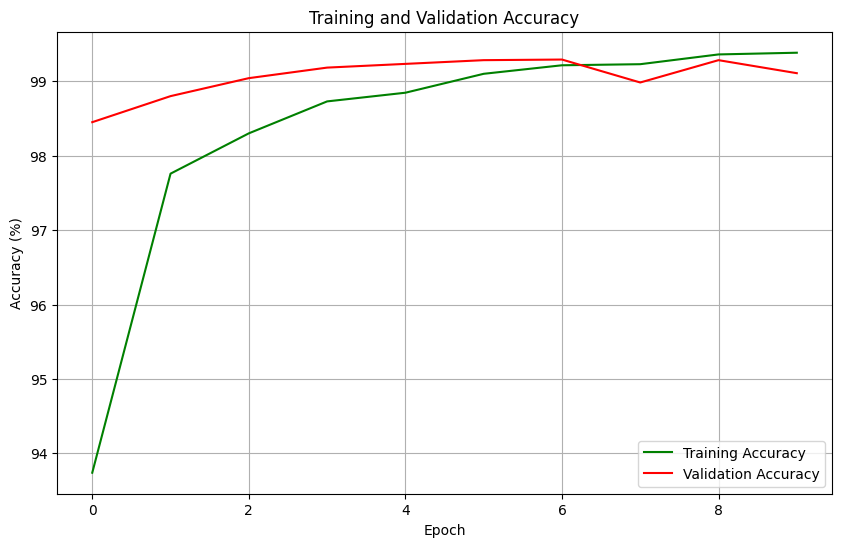 Training and Validation Accuracy
Accuracy (%)
99
98
97
96
95
94
0 2 4 6 8
Epoch
Training Accuracy
Validation Accuracy